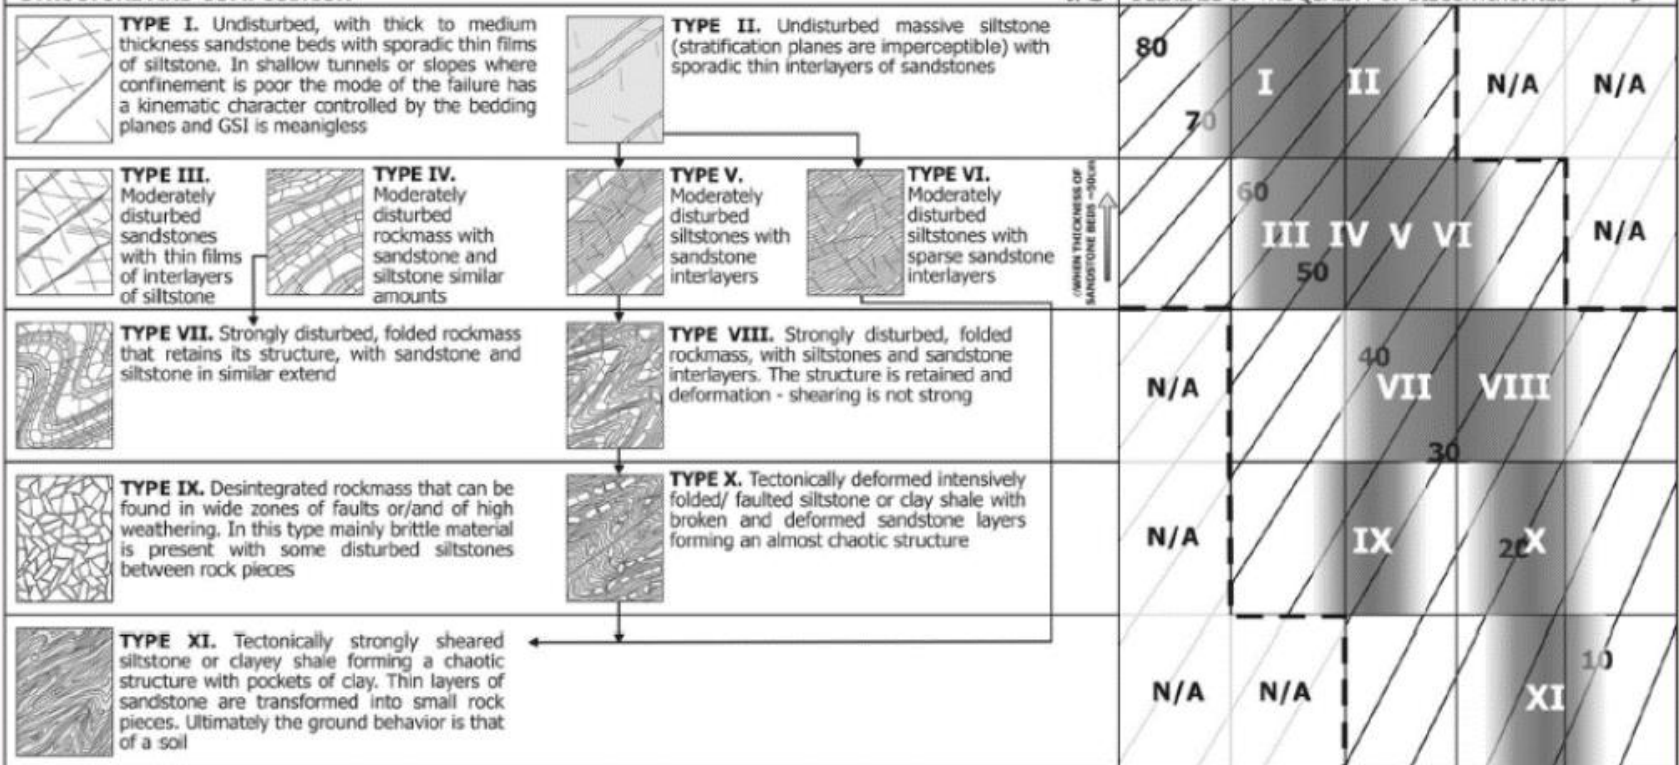 TYPE I. Undisturbed, with thick to medium
thickness sandstone beds with sporadic thin films
of siltstone. In shallow tunnels or slopes where
confinement is poor the mode of the failure has
a kinematic character controlled by the bedding
planes and GSI is meanigless
TYPE II. Undisturbed massive siltstone
(stratification planes are imperceptible) with
sporadic thin interlayers of sandstones
80
70
I
II
N/A
N/A
TYPE III.
Moderately
disturbed
sandstones
with thin films
of interlayers
of siltstone
TYPE IV.
Moderately
disturbed
rockmass with
sandstone and
siltstone similar
amounts
TYPE V.
Moderately
disturbed
siltstones with
sandstone
interlayers
TYPE VI.
Moderately
disturbed
siltstones with
sparse sandstone
interlayers
(WHEN THICKNESS OF
SANDSTONE BEDS >50cm
60
III IV V VI
50
N/A
TYPE VII. Strongly disturbed, folded rockmass
that retains its structure, with sandstone and
siltstone in similar extend
TYPE VIII. Strongly disturbed, folded
rockmass, with siltstones and sandstone
interlayers. The structure is retained and
deformation - shearing is not strong
N/A
40
VII
VIII
30
TYPE IX. Desintegrated rockmass that can be
found in wide zones of faults or/and of high
weathering. In this type mainly brittle material
is present with some disturbed siltstones
between rock pieces
TYPE X. Tectonically deformed intensively
folded/ faulted siltstone or clay shale with
broken and deformed sandstone layers
forming an almost chaotic structure
N/A
IX
20
X
TYPE XI. Tectonically strongly sheared
siltstone or clayey shale forming a chaotic
structure with pockets of clay. Thin layers of
sandstone are transformed into small rock
pieces. Ultimately the ground behavior is that
of a soil
N/A
N/A
10
XI